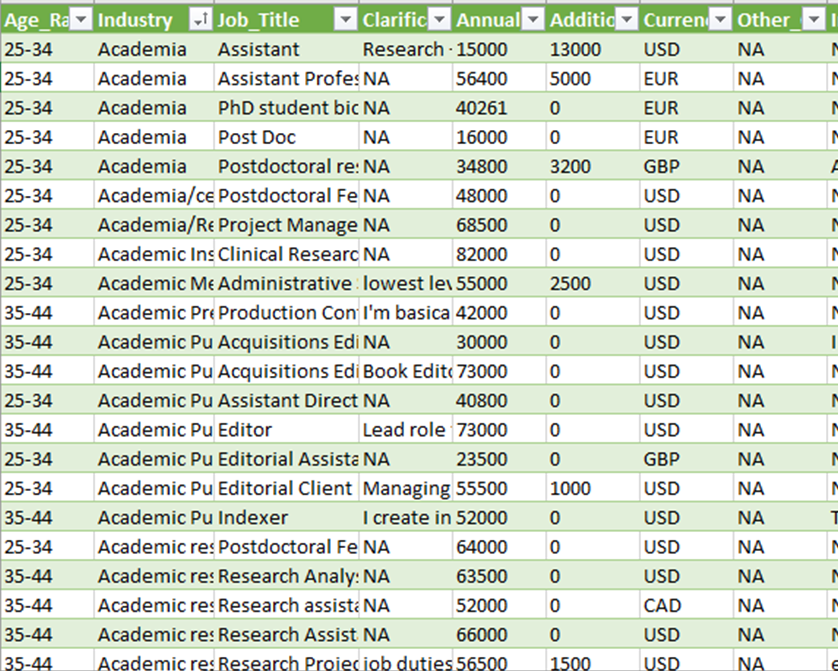 Age_Ra Industry Job_Title Clarific Annual Additic Curren Other_
25-34 Academia Assistant Research 15000 13000 USD NA
25-34 Academia Assistant Profes NA 56400 5000 EUR NA
25-34 Academia PhD student bio NA 40261 0 EUR NA
25-34 Academia Post Doc NA 16000 0 EUR NA
25-34 Academia Postdoctoral res NA 34800 3200 GBP NA
25-34 Academia/ce Postdoctoral Fe NA 48000 0 USD NA
25-34 Academia/Re Project Manage NA 68500 0 USD NA
25-34 Academic Ins Clinical Researc NA 82000 0 USD NA
25-34 Academic Me Administrative lowest lev 55000 2500 USD NA
35-44 Academic Pre Production Con I'm basica 42000 0 USD NA
35-44 Academic Pu Acquisitions Edi NA 30000 0 USD NA
35-44 Academic Pu Acquisitions Edi Book Edito 73000 0 USD NA
25-34 Academic Pu Assistant Direct NA 40800 0 USD NA
35-44 Academic Pu Editor Lead role 73000 0 USD NA
25-34 Academic Pu Editorial Assista NA 23500 0 GBP NA
25-34 Academic Pu Editorial Client Managing 55500 1000 USD NA
35-44 Academic Pu Indexer I create in 52000 0 USD NA
25-34 Academic res Postdoctoral Fe NA 64000 0 USD NA
35-44 Academic res Research Analys NA 63500 0 USD NA
35-44 Academic res Research assista NA 52000 0 CAD NA
35-44 Academic res Research Assist NA 66000 0 USD NA
35-44 Academic res Research Projec job duties 56500 1500 USD NA